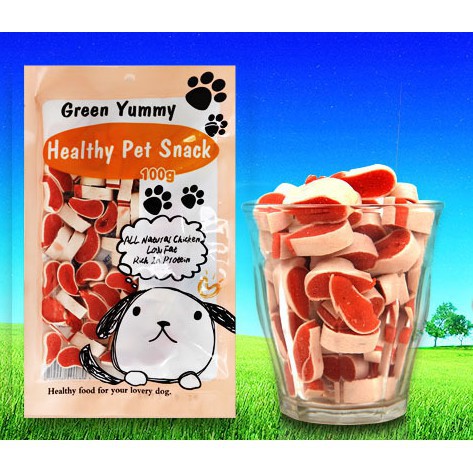 Green Yummy
Healthy Pet Snack
100g
ALL Natural Chicken
Low Fat
Rich In Protein
Healthy food for your lovery dog.